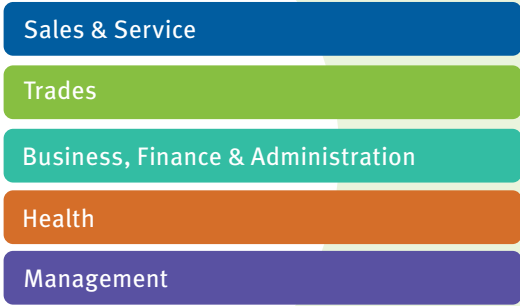 Sales & Service
Trades
Business, Finance & Administration
Health
Management